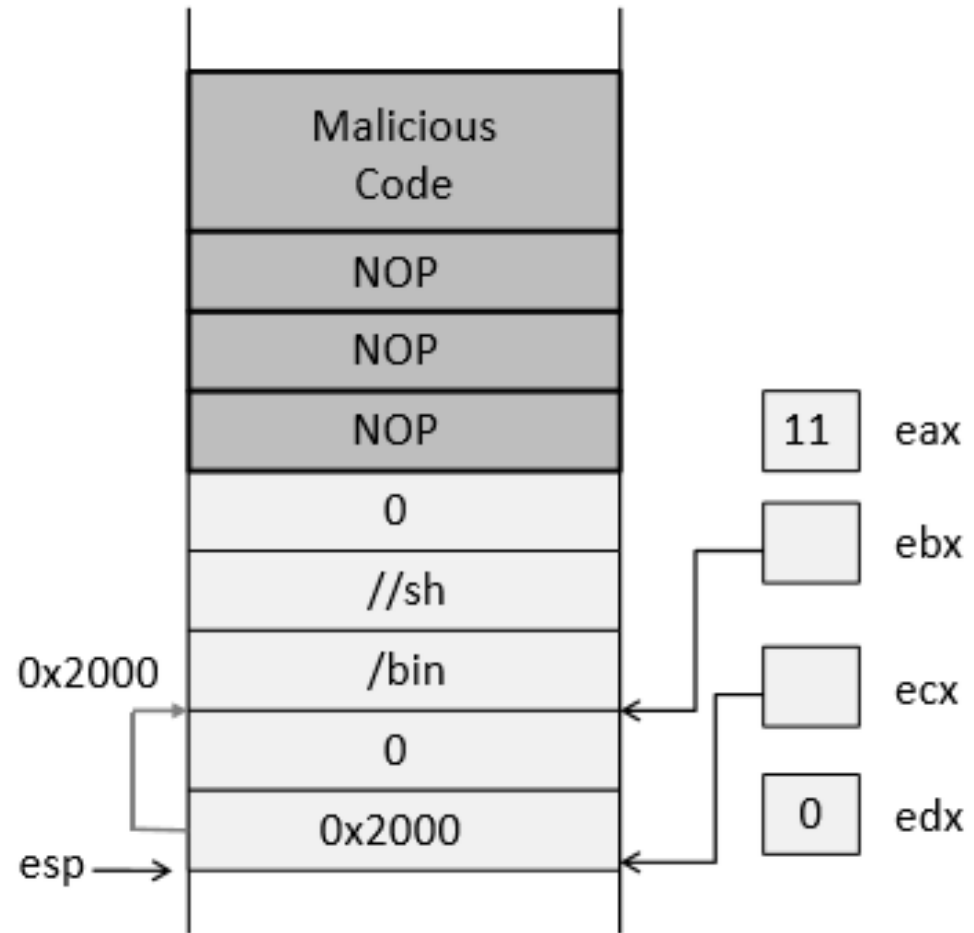 Malicious
Code
NOP
NOP
NOP
11 eax
0
ebx
//sh
/bin
0x2000
ecx
0
0x2000
0 edx
esp